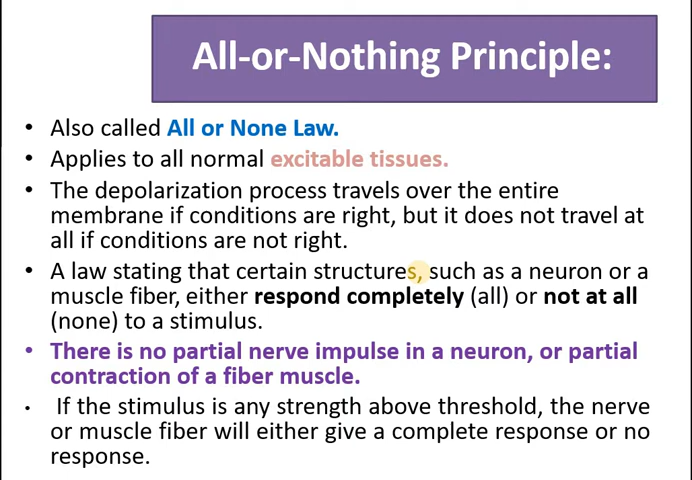 All-or-Nothing Principle:
• Also called All or None Law.
• Applies to all normal excitable tissues.
• The depolarization process travels over the entire
membrane if conditions are right, but it does not travel at
all if conditions are not right.
• A law stating that certain structures, such as a neuron or a
muscle fiber, either respond completely (all) or not at all
(none) to a stimulus.
• There is no partial nerve impulse in a neuron, or partial
contraction of a fiber muscle.
• If the stimulus is any strength above threshold, the nerve
or muscle fiber will either give a complete response or no
response.